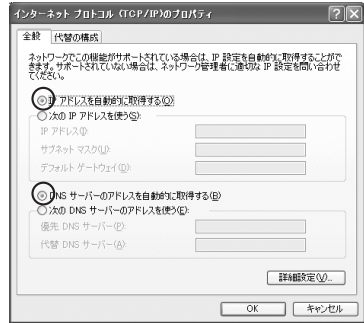 インターネット プロトコル (TCP/IP)のプロパティ
全般 代替の構成
ネットワークでこの機能がサポートされている場合は、IP 設定を自動的に取得することがで
きます。サポートされていない場合は、ネットワーク管理者に適切な IP 設定を問い合わせ
てください。
IP アドレスを自動的に取得する(O)
次の IP アドレスを使う(S):
IP アドレス(I):
サブネット マスク(U):
デフォルト ゲートウェイ(D):
DNS サーバーのアドレスを自動的に取得する(B)
次の DNS サーバーのアドレスを使う(E):
優先 DNS サーバー(P):
代替 DNS サーバー(A):
詳細設定(V)...
OK キャンセル